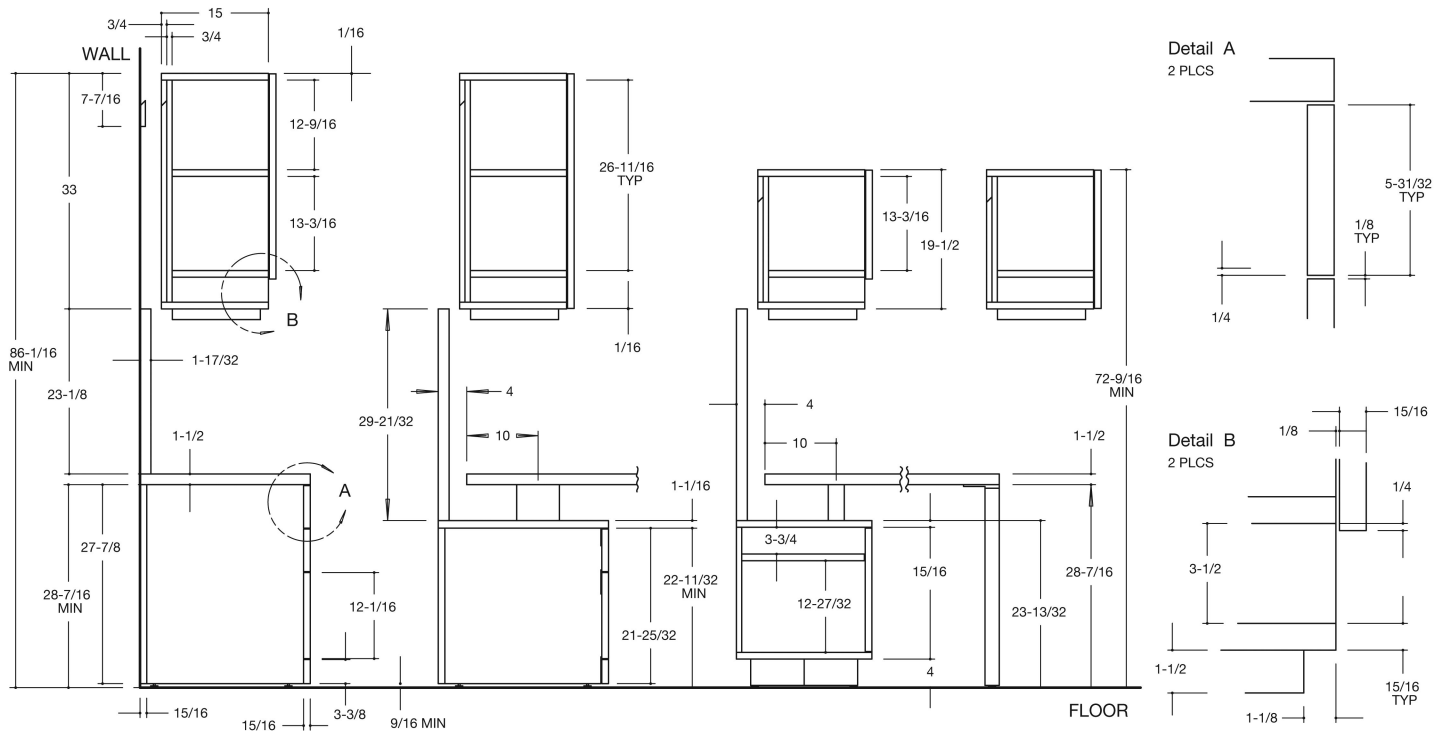 15
3/4
3/4
WALL
7-7/16
33
86-1/16
MIN
23-1/8
1-17/32
1-1/2
27-7/8
28-7/16
MIN
15/16
15/16
3-3/8
12-1/16
A
9/16 MIN
1/16
12-9/16
13-3/16
B
26-11/16
TYP
1/16
29-21/32
4
10
1-1/16
22-11/32
MIN
21-25/32
13-3/16
19-1/2
4
10
3-3/4
12-27/32
15/16
4
72-9/16
MIN
1-1/2
28-7/16
23-13/32
FLOOR
Detail A
2 PLCS
5-31/32
TYP
1/8
TYP
1/4
Detail B
2 PLCS
15/16
1/8
1/4
3-1/2
1-1/2
1-1/8
15/16
TYP